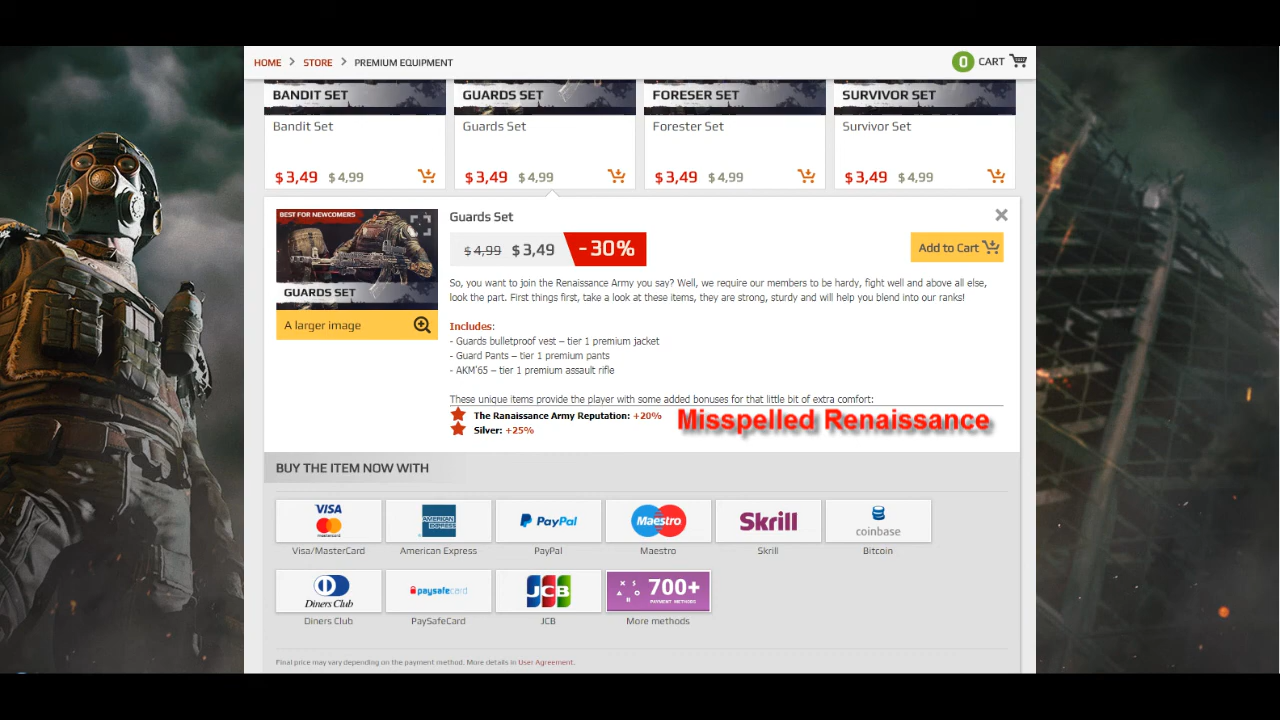 HOME > STORE > PREMIUM EQUIPMENT
0 CART
BANDIT SET
GUARDS SET
FORESER SET
SURVIVOR SET
Bandit Set
Guards Set
Forester Set
Survivor Set
$ 3,49 $ 4,99
$ 3,49 $ 4,99
$ 3,49 $ 4,99
$ 3,49 $ 4,99
BEST FOR NEWCOMERS
GUARDS SET
A larger image
Guards Set
$ 4,99 $ 3,49 - 30%
Add to Cart
So, you want to join the Renaissance Army you say? Well, we require our members to be hardy, fight well and above all else,
look the part. First things first, take a look at these items, they are strong, sturdy and will help you blend into our ranks!
Includes:
- Guards bulletproof vest – tier 1 premium jacket
- Guard Pants – tier 1 premium pants
- AKM'65 – tier 1 premium assault rifle
These unique items provide the player with some added bonuses for that little bit of extra comfort:
The Ranaissance Army Reputation: +20%
Silver: +25%
Misspelled Renaissance
BUY THE ITEM NOW WITH
VISA
mastercard
AMERICAN EXPRESS
PayPal
Maestro
Skrill
coinbase
Visa/MasterCard
American Express
PayPal
Maestro
Skrill
Bitcoin
Diners Club
paysafecard
JCB
X S A O R
700+
PAYMENT METHODS
Diners Club
PaySafeCard
JCB
More methods
Final price may vary depending on the payment method. More details in User Agreement.